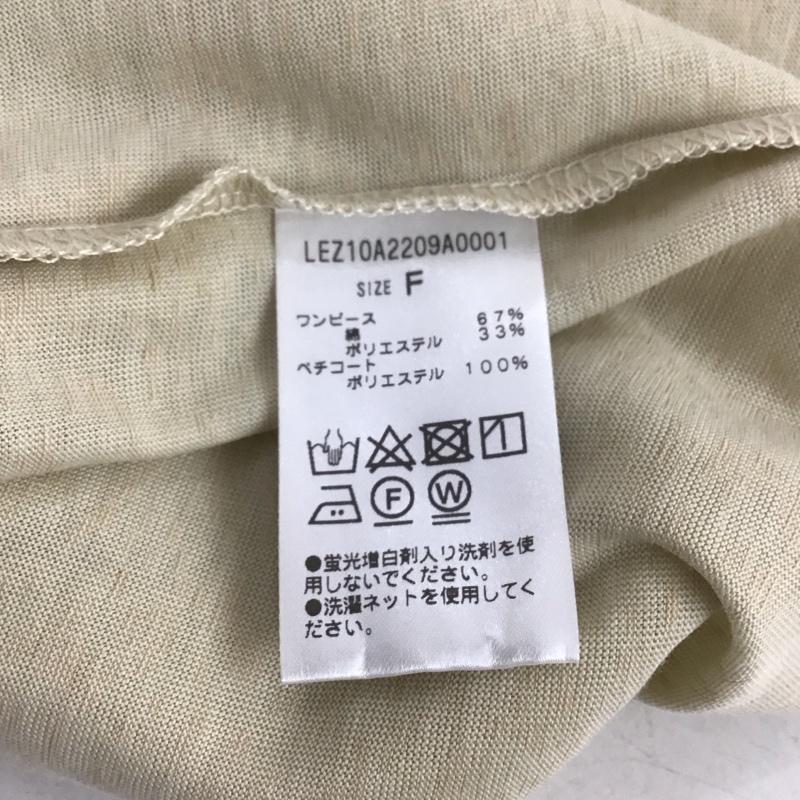 LEZ10A2209A0001
SIZE F
ワンピース
綿 67%
ポリエステル 33%
ペチコート
ポリエステル 100%
F W
●蛍光増白剤入り洗剤を使
用しないでください。
●洗濯ネットを使用してく
ださい。